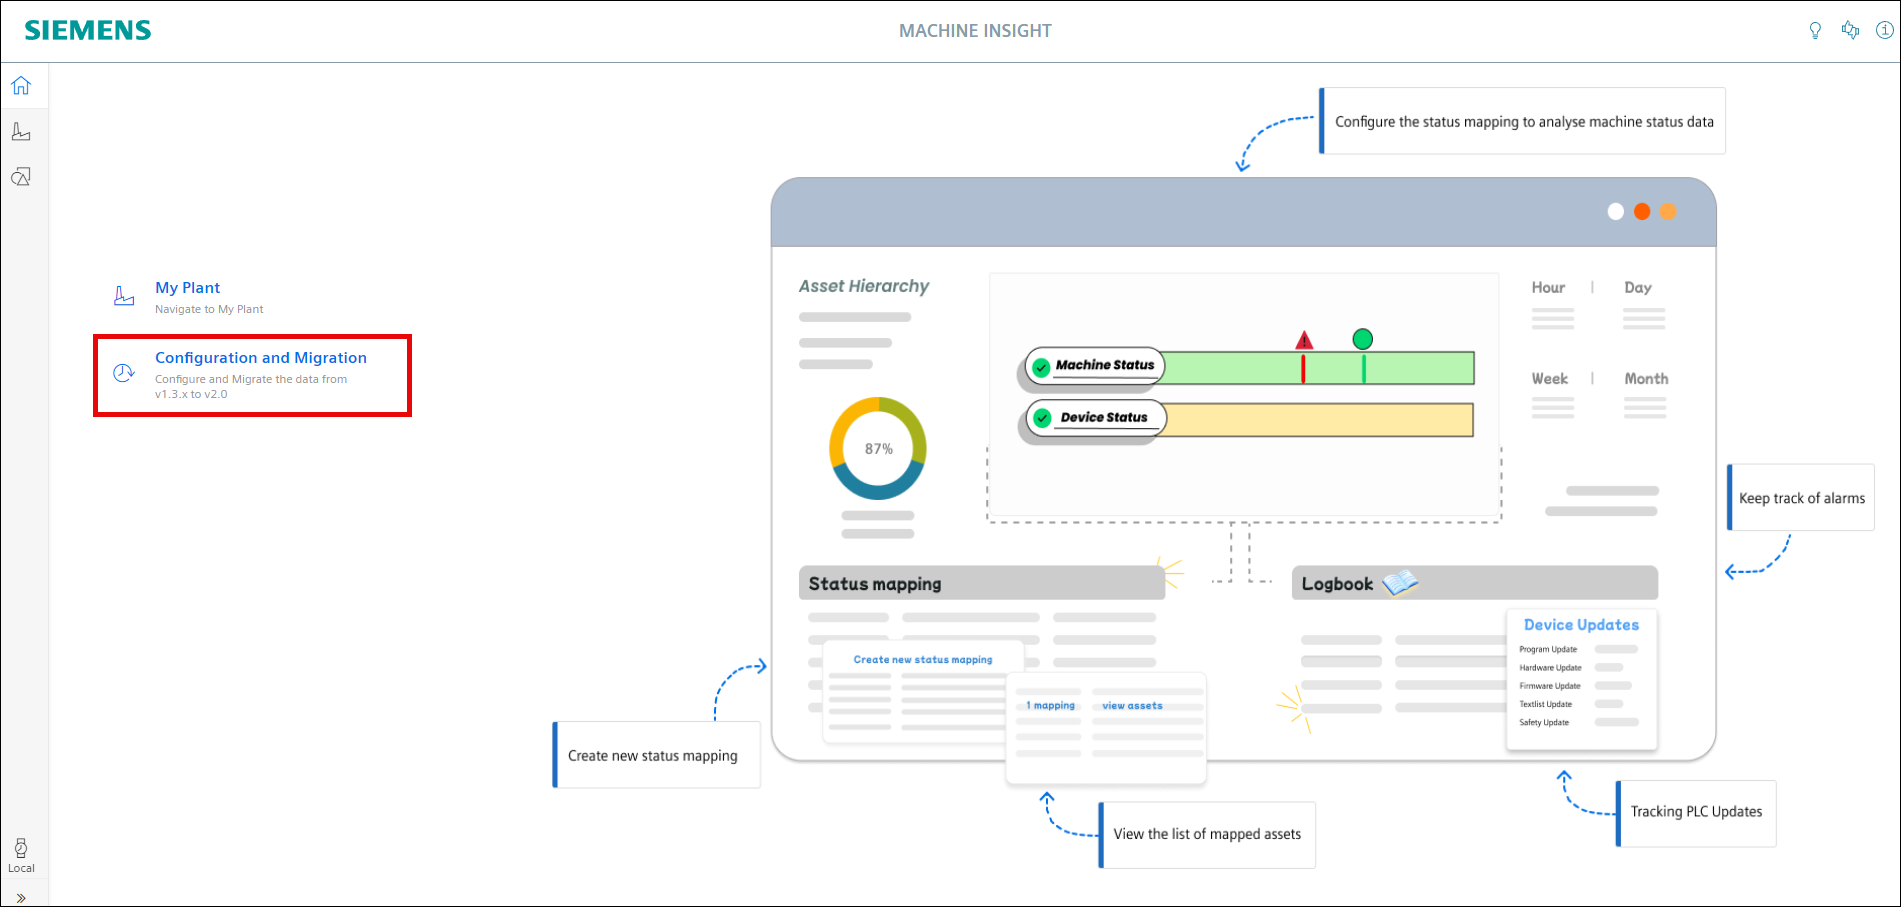 SIEMENS
MACHINE INSIGHT
Configure the status mapping to analyse machine status data
My Plant
Navigate to My Plant
Configuration and Migration
Configure and Migrate the data from
v1.3.x to v2.0
Asset Hierarchy
87%
Machine Status
Device Status
Hour
Day
Week
Month
Keep track of alarms
Status mapping
Create new status mapping
1 mapping
view assets
Logbook
Device Updates
Program Update
Hardware Update
Firmware Update
Textlist Update
Safety Update
Create new status mapping
View the list of mapped assets
Tracking PLC Updates
Local